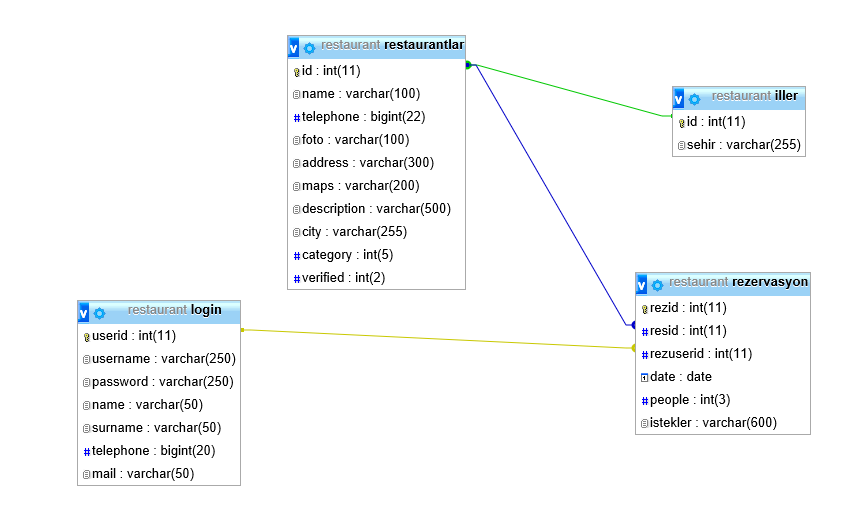 restaurant restaurantlar
id : int(11)
name : varchar(100)
telephone : bigint(22)
foto : varchar(100)
address : varchar(300)
maps : varchar(200)
description : varchar(500)
city : varchar(255)
category : int(5)
verified : int(2)
restaurant iller
id : int(11)
sehir : varchar(255)
restaurant rezervasyon
rezid : int(11)
resid : int(11)
rezuserid : int(11)
date : date
people : int(3)
istekler : varchar(600)
restaurant login
userid : int(11)
username : varchar(250)
password : varchar(250)
name : varchar(50)
surname : varchar(50)
telephone : bigint(20)
mail : varchar(50)